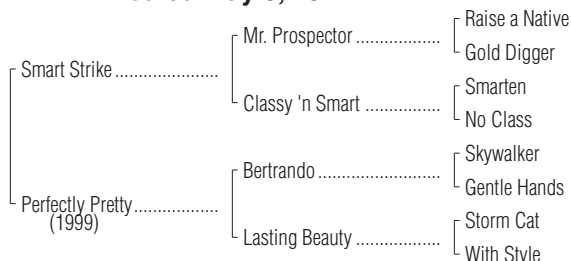 Raise a Native
Mr. Prospector ..................
Gold Digger
Smart Strike ......................
Smarten
Classy 'n Smart ................
No Class
Skywalker
Bertrando .........................
Gentle Hands
Perfectly Pretty ..................
(1999)
Storm Cat
Lasting Beauty .................
With Style